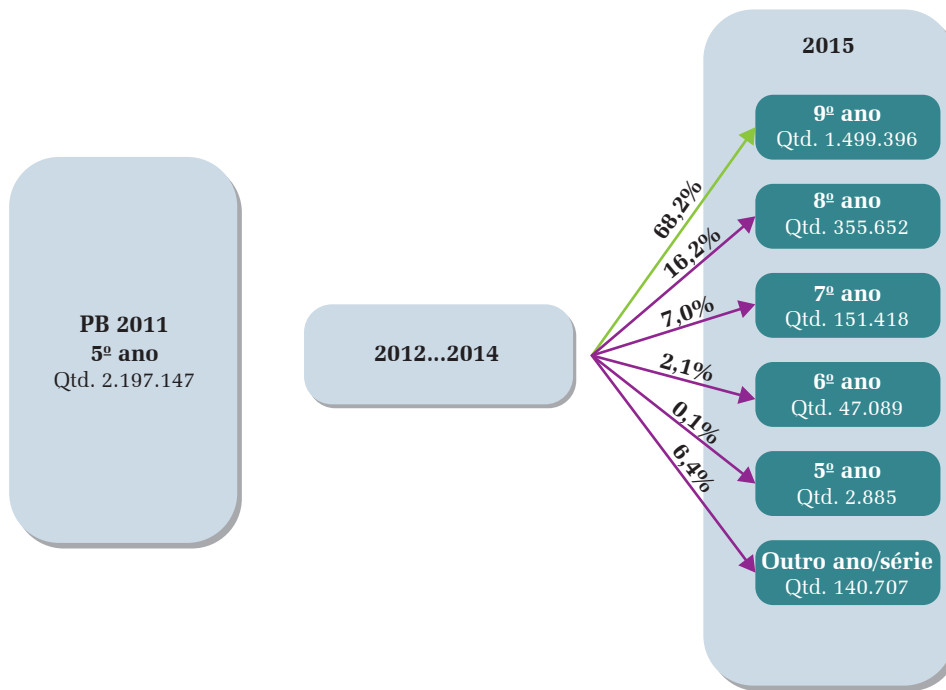 PB 2011
5º ano
Qtd. 2.197.147
2012...2014
68,2%
16,2%
7,0%
2,1%
0,1%
6,4%
2015
9º ano
Qtd. 1.499.396
8º ano
Qtd. 355.652
7º ano
Qtd. 151.418
6º ano
Qtd. 47.089
5º ano
Qtd. 2.885
Outro ano/série
Qtd. 140.707